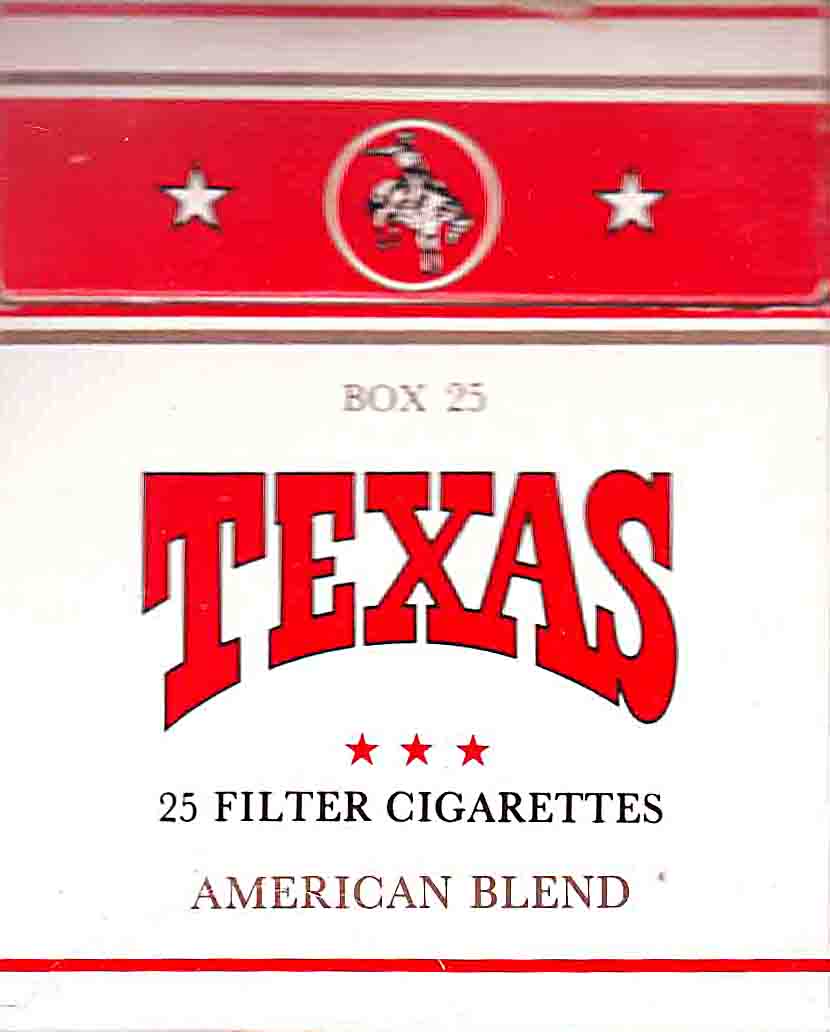 BOX 25
TEXAS
25 FILTER CIGARETTES
AMERICAN BLEND